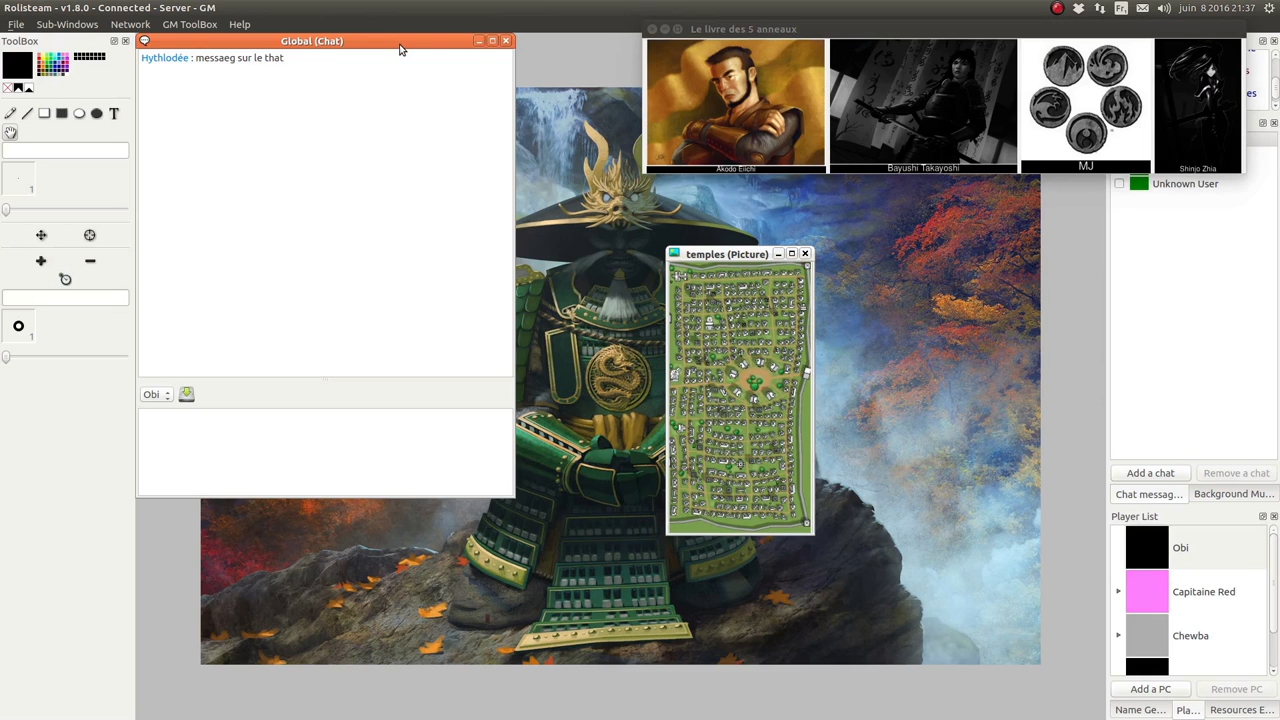 Rolisteam - v1.8.0 - Connected - Server - GM
Fr
juin 8 2016 21:37
File Sub-Windows Network GM ToolBox Help
ToolBox
Global (Chat)
Hythlodée : messaeg sur le that
Le livre des 5 anneaux
Akodo Eiichi
Bayushi Takayoshi
MJ
Shinjo Zhia
T
1
1
Unknown User
temples (Picture)
Obi
Add a chat
Remove a chat
Chat messag...
Background Mu...
Player List
Obi
Capitaine Red
Chewba
Add a PC
Remove PC
Name Ge...
Pla...
Resources E...